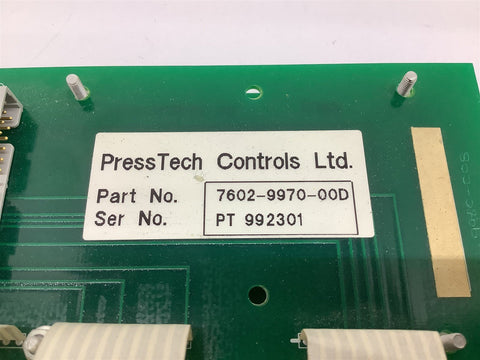 PressTech Controls Ltd.
Part No. 7602-9970-00D
Ser No. PT 992301